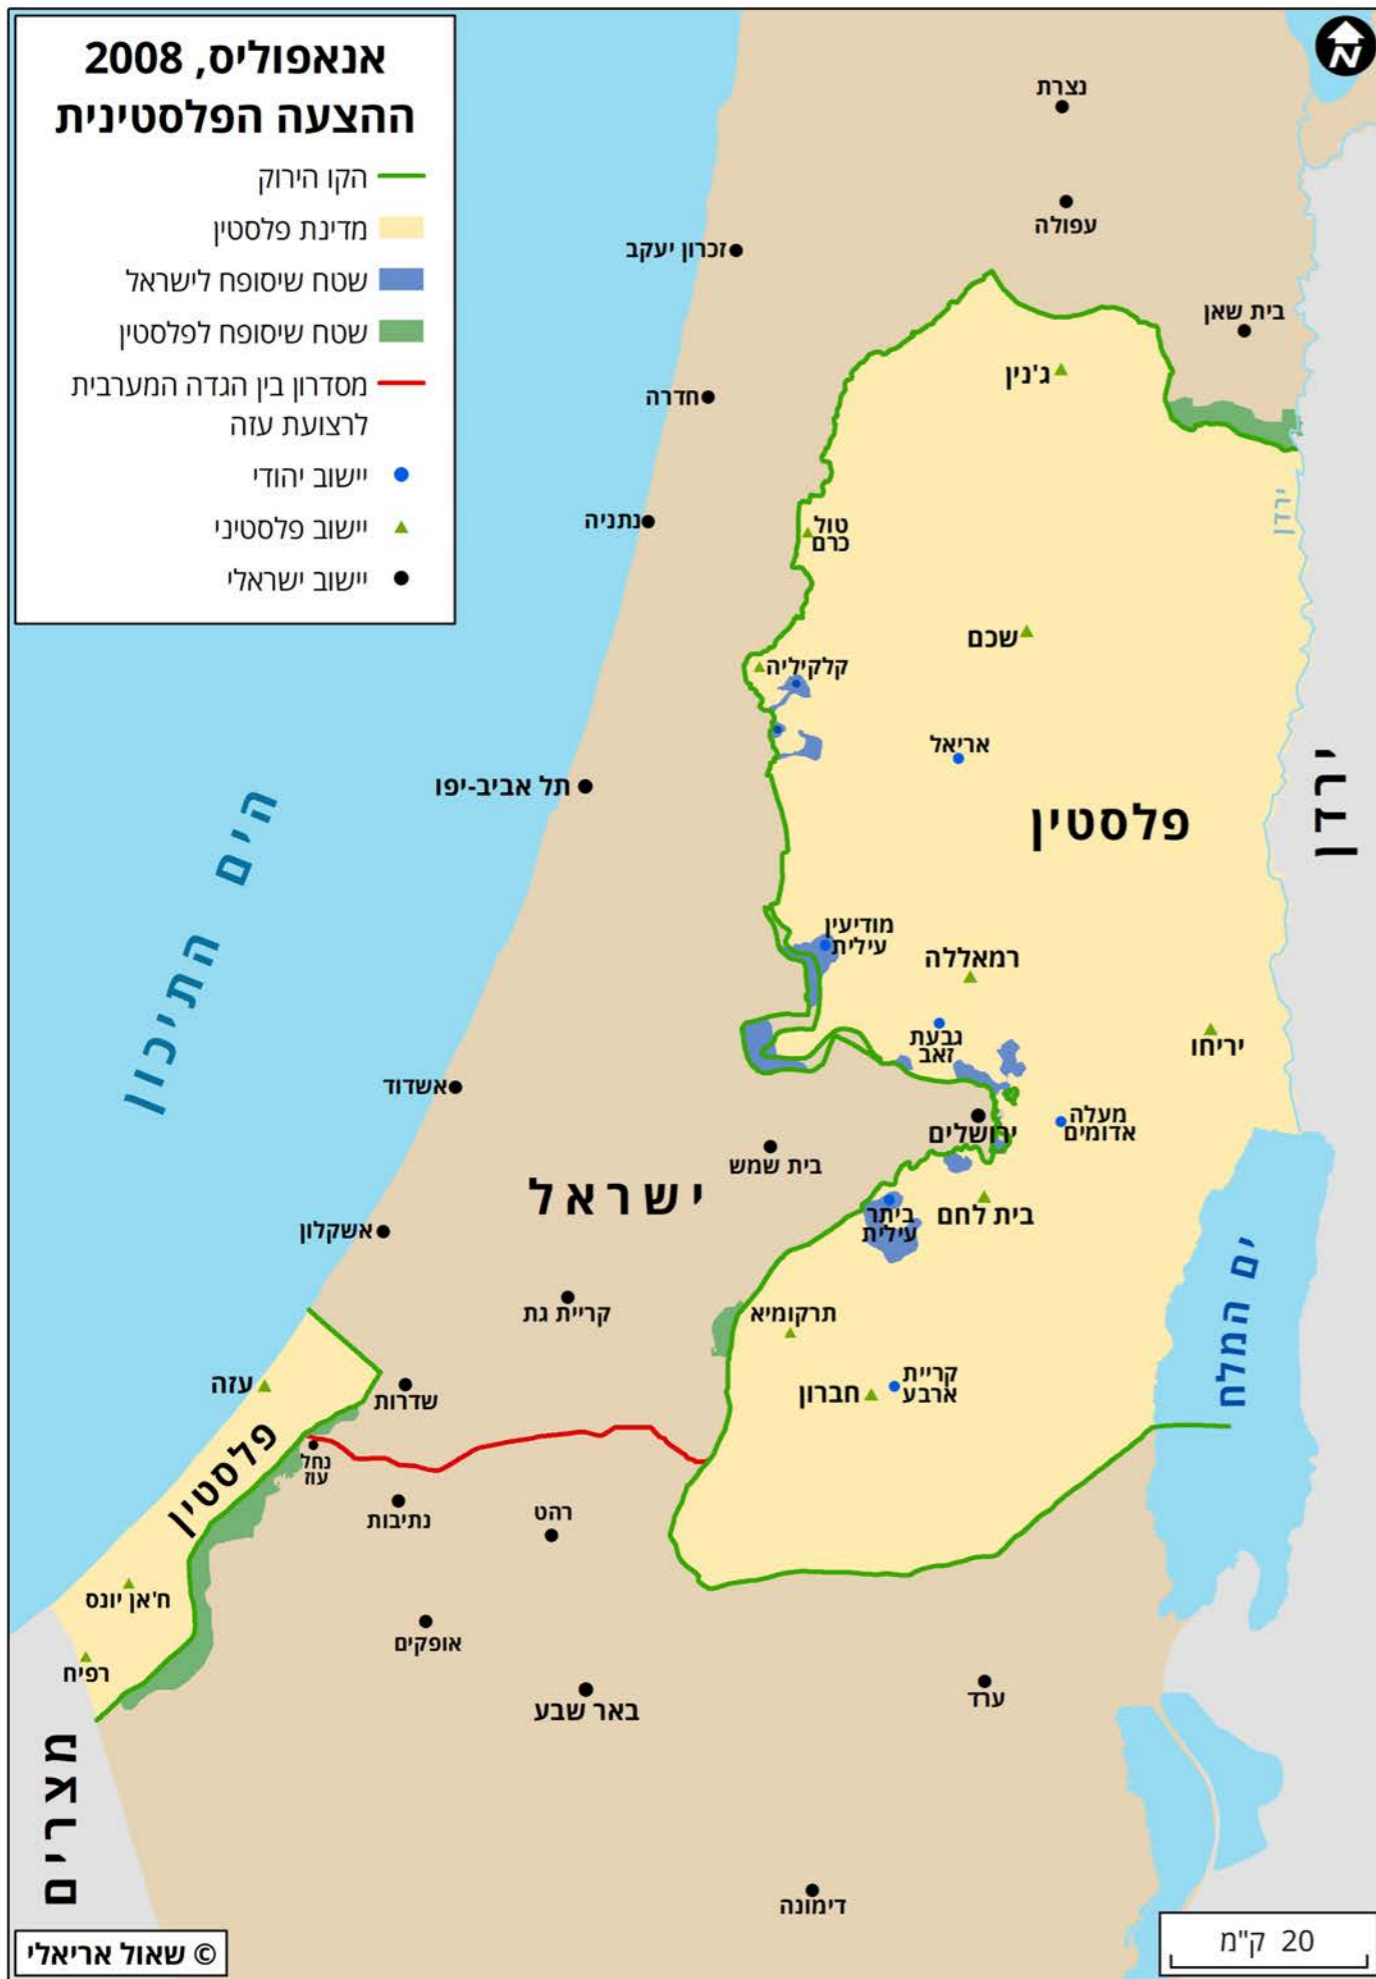 אנאפוליס, 2008
ההצעה הפלסטינית
הקו הירוק
מדינת פלסטין
שטח שיסופח לישראל
שטח שיסופח לפלסטין
מסדרון בין הגדה המערבית
לרצועת עזה
יישוב יהודי
יישוב פלסטיני
יישוב ישראלי
N
נצרת
עפולה
זכרון יעקב
בית שאן
ג'נין
חדרה
ירדן
נתניה
טול
כרם
שכם
קלקיליה
אריאל
תל אביב-יפו
פלסטין
ירדן
הים התיכון
מודיעין
עילית
רמאללה
גבעת
זאב
יריחו
אשדוד
מעלה
אדומים
ירושלים
בית שמש
ישראל
בית לחם
ביתר
עילית
אשקלון
ים המלח
קריית גת
תרקומיא
עזה
שדרות
קריית
ארבע
חברון
פלסטין
נחל
עוז
נתיבות
רהט
ח'אן יונס
אופקים
רפיח
באר שבע
ערד
מצרים
דימונה
© שאול אריאלי
20 ק"מ